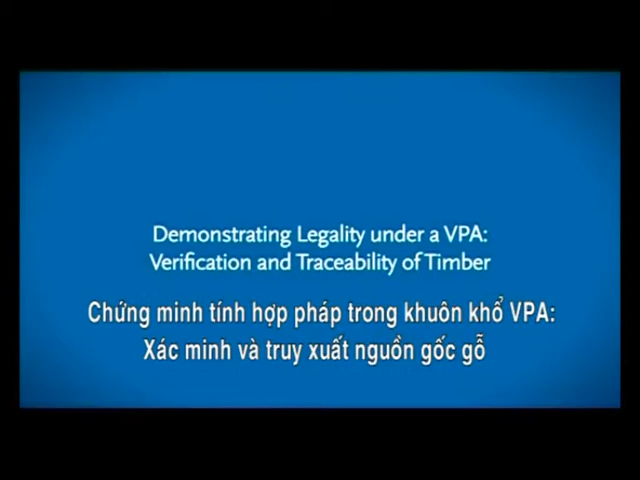 Demonstrating Legality under a VPA:
Verification and Traceability of Timber
Chứng minh tính hợp pháp trong khuôn khổ VPA:
Xác minh và truy xuất nguồn gốc gỗ